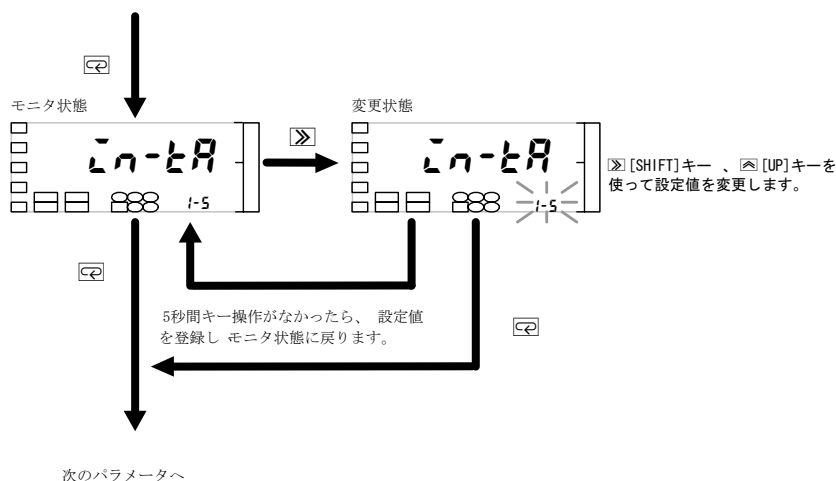 モニタ状態
変更状態
in-tA
1-5
in-tA
1-5
[SHIFT]キー 、 [UP]キーを
使って設定値を変更します。
5秒間キー操作がなかったら、 設定値
を登録し モニタ状態に戻ります。
次のパラメータへ